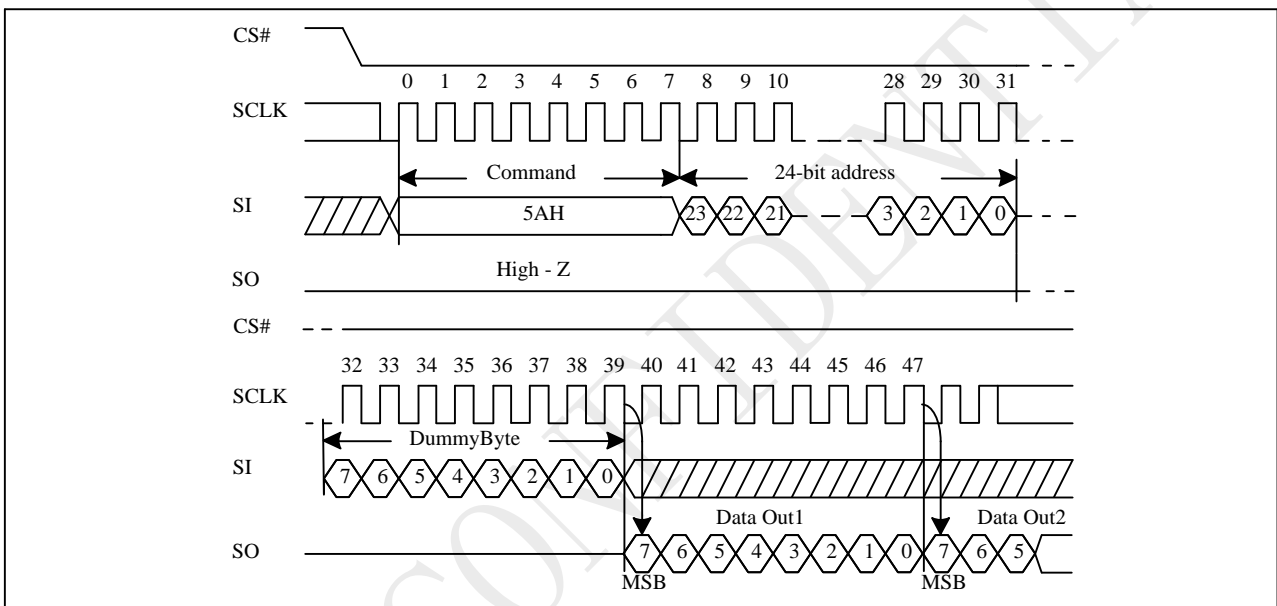 CS#
0 1 2 3 4 5 6 7 8 9 10 28 29 30 31
SCLK
Command 24-bit address
SI 5AH 23 22 21 3 2 1 0
High - Z
SO
CS#
32 33 34 35 36 37 38 39 40 41 42 43 44 45 46 47
SCLK
DummyByte
SI 7 6 5 4 3 2 1 0
Data Out1 Data Out2
SO 7 6 5 4 3 2 1 0 7 6 5
MSB MSB
CONFIDENTIA